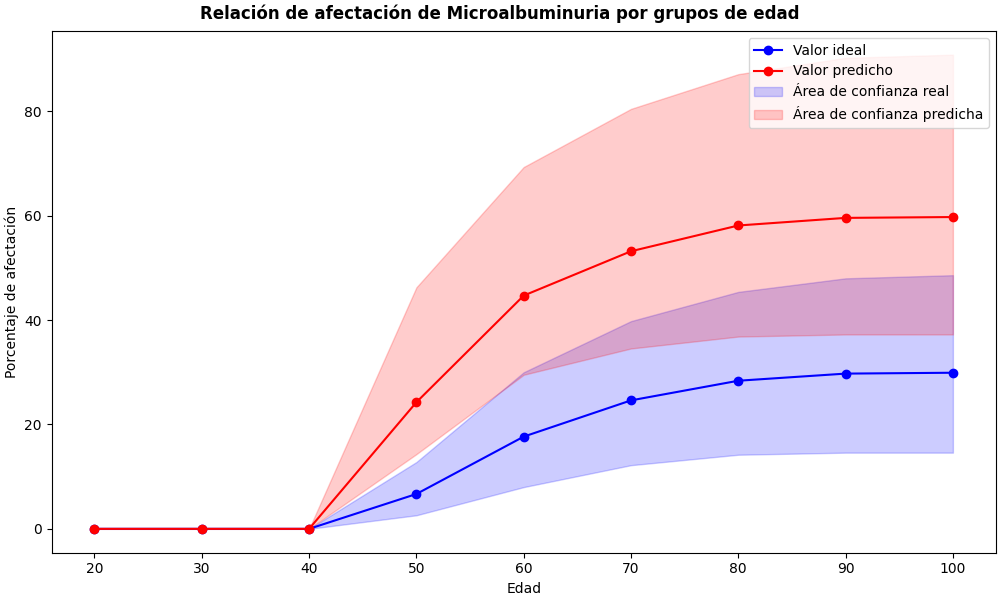 Relación de afectación de Microalbuminuria por grupos de edad
Valor ideal
Valor predicho
Área de confianza real
Área de confianza predicha
Porcentaje de afectación
80
60
40
20
0
20 30 40 50 60 70 80 90 100
Edad